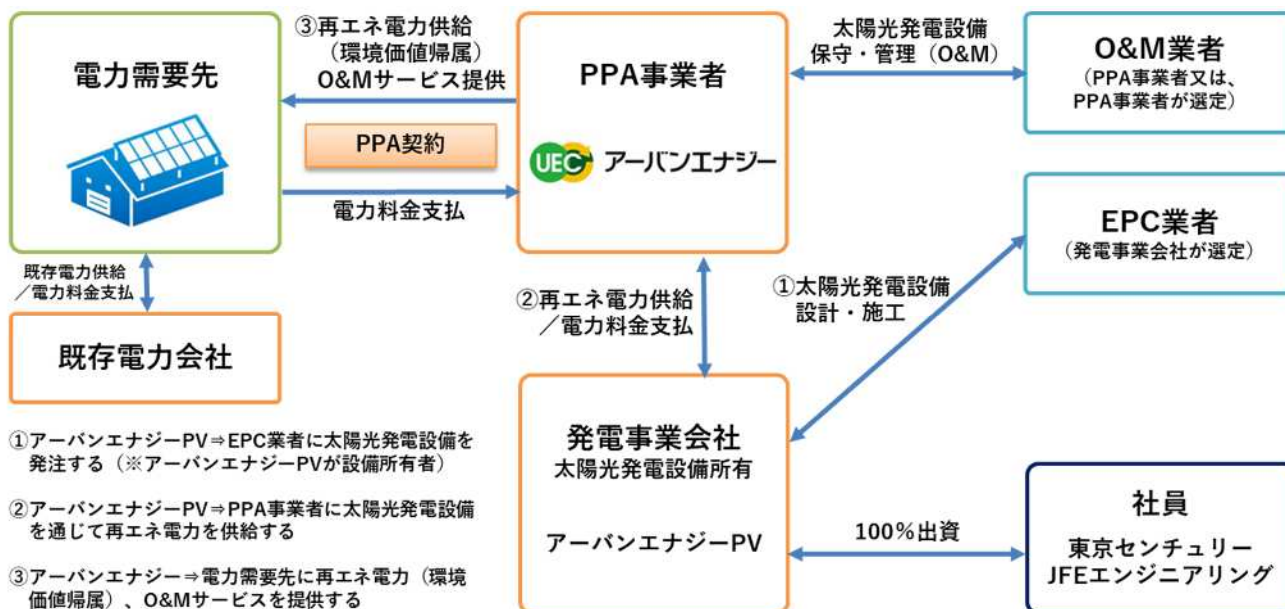 電力需要先
③再エネ電力供給
（環境価値帰属）
O&Mサービス提供
PPA契約
電力料金支払
PPA事業者
UEC アーバンエナジー
太陽光発電設備
保守・管理（O&M）
O&M業者
（PPA事業者又は、
PPA事業者が選定）
EPC業者
（発電事業会社が選定）
既存電力供給
／電力料金支払
既存電力会社
②再エネ電力供給
／電力料金支払
①太陽光発電設備
設計・施工
発電事業会社
太陽光発電設備所有
アーバンエナジーPV
100%出資
社員
東京センチュリー
JFEエンジニアリング
①アーバンエナジーPV⇒EPC業者に太陽光発電設備を
発注する（※アーバンエナジーPVが設備所有者）
②アーバンエナジーPV⇒PPA事業者に太陽光発電設備
を通じて再エネ電力を供給する
③アーバンエナジー⇒電力需要先に再エネ電力（環境
価値帰属）、O&Mサービスを提供する